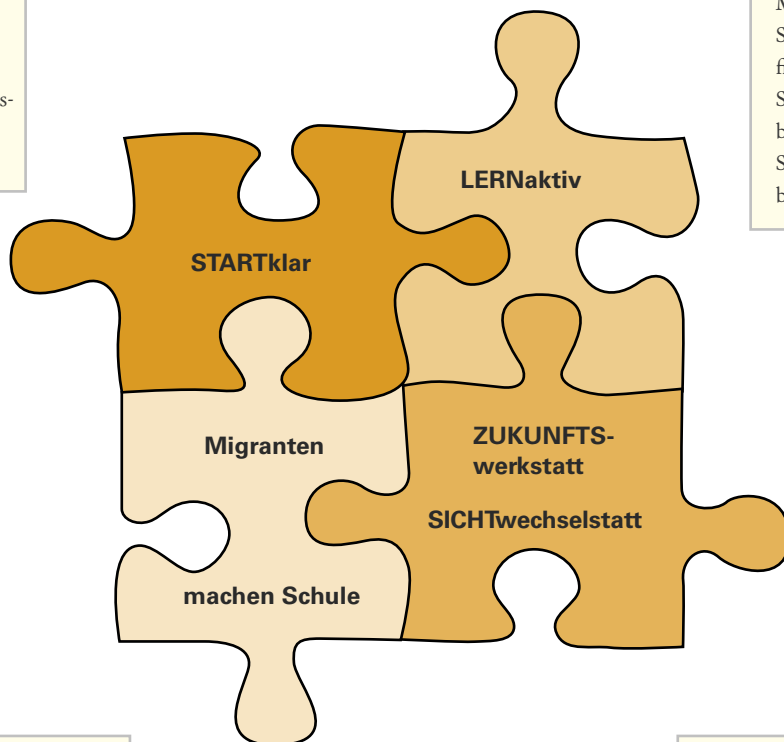 s-
LERNaktiv
STARTklar
Migranten
ZUKUNFTS-
werkstatt
SICHTwechselstatt
machen Schule